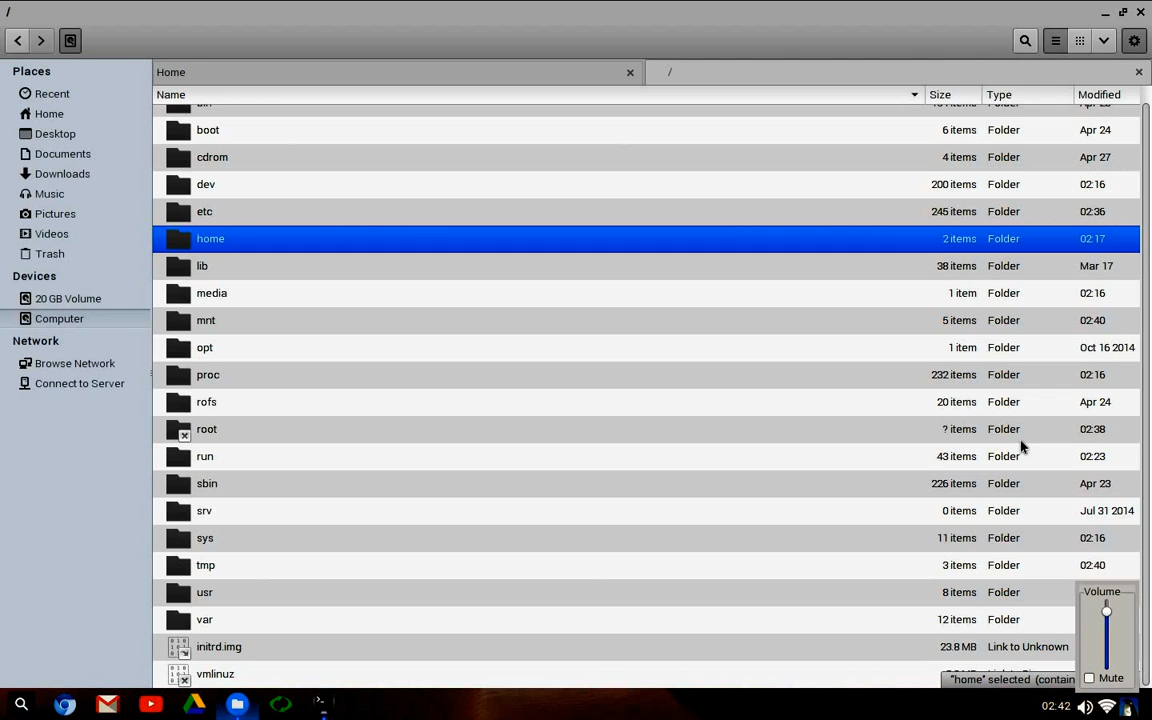 /
Places
Recent
Home
Desktop
Documents
Downloads
Music
Pictures
Videos
Trash
Devices
20 GB Volume
Computer
Network
Browse Network
Connect to Server
Home /
Name Size Type Modified
bin Folder
boot 6 items Folder Apr 24
cdrom 4 items Folder Apr 27
dev 200 items Folder 02:16
etc 245 items Folder 02:36
home 2 items Folder 02:17
lib 38 items Folder Mar 17
media 1 item Folder 02:16
mnt 5 items Folder 02:40
opt 1 item Folder Oct 16 2014
proc 232 items Folder 02:16
rofs 20 items Folder Apr 24
root ? items Folder 02:38
run 43 items Folder 02:23
sbin 226 items Folder Apr 23
srv 0 items Folder Jul 31 2014
sys 11 items Folder 02:16
tmp 3 items Folder 02:40
usr 8 items Folder
var 12 items Folder
initrd.img 23.8 MB Link to Unknown
vmlinuz
"home" selected (contain
Volume
Mute
02:42